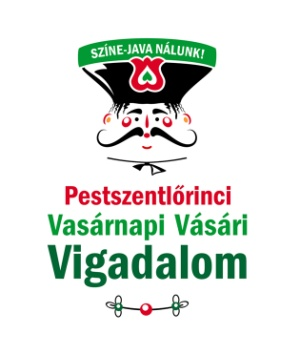 SZÍNE-JAVA NÁLUNK!
Pestszentlőrinci
Vasárnapi Vásári
Vigadalom